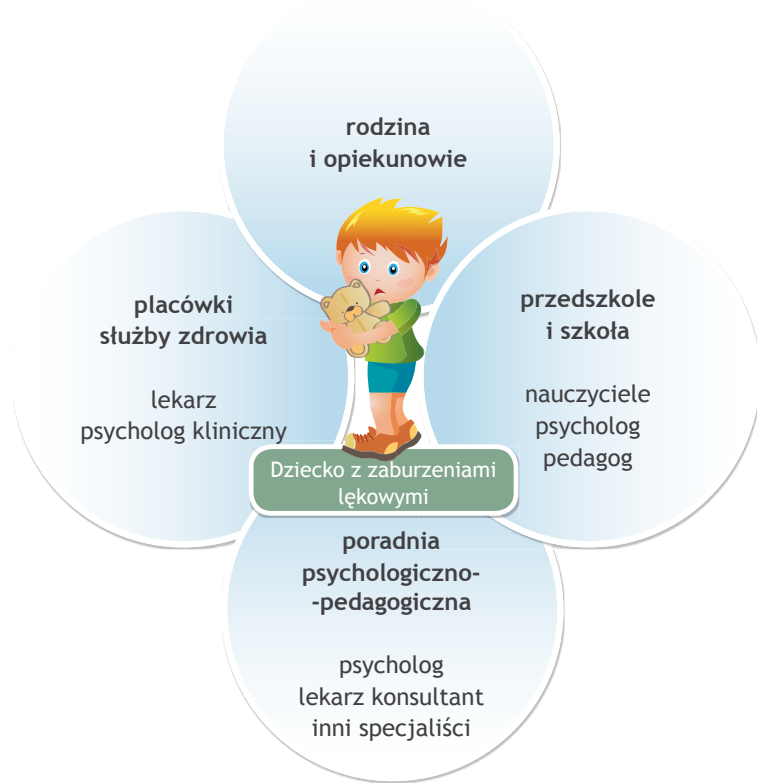 rodzina
i opiekunowie
placówki
służby zdrowia
lekarz
psycholog kliniczny
przedszkole
i szkoła
nauczyciele
psycholog
pedagog
Dziecko z zaburzeniami
lękowymi
poradnia
psychologiczno-
-pedagogiczna
psycholog
lekarz konsultant
inni specjaliści